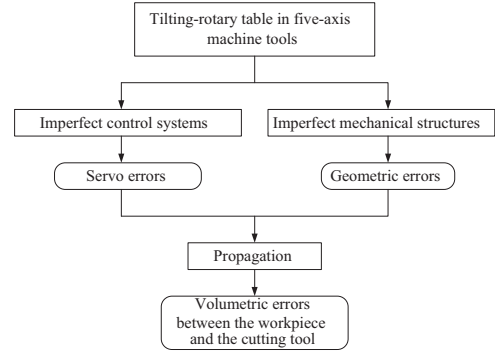 Tilting-rotary table in five-axis
machine tools
Imperfect control systems
Imperfect mechanical structures
Servo errors
Geometric errors
Propagation
Volumetric errors
between the workpiece
and the cutting tool